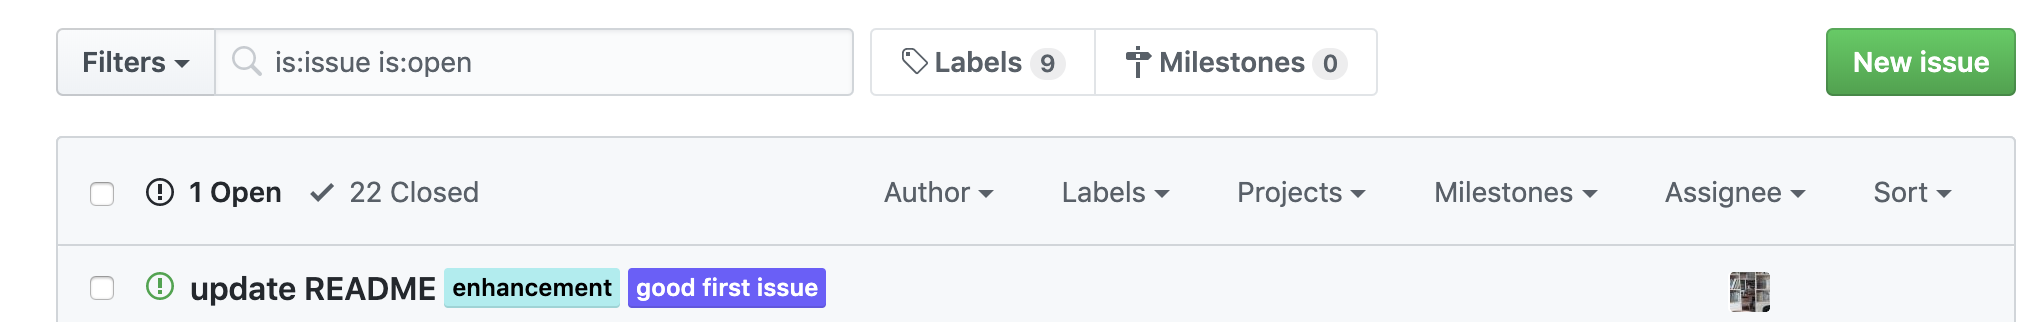 Filters is:issue is:open Labels 9 Milestones 0 New issue
1 Open 22 Closed Author Labels Projects Milestones Assignee Sort
update README enhancement good first issue